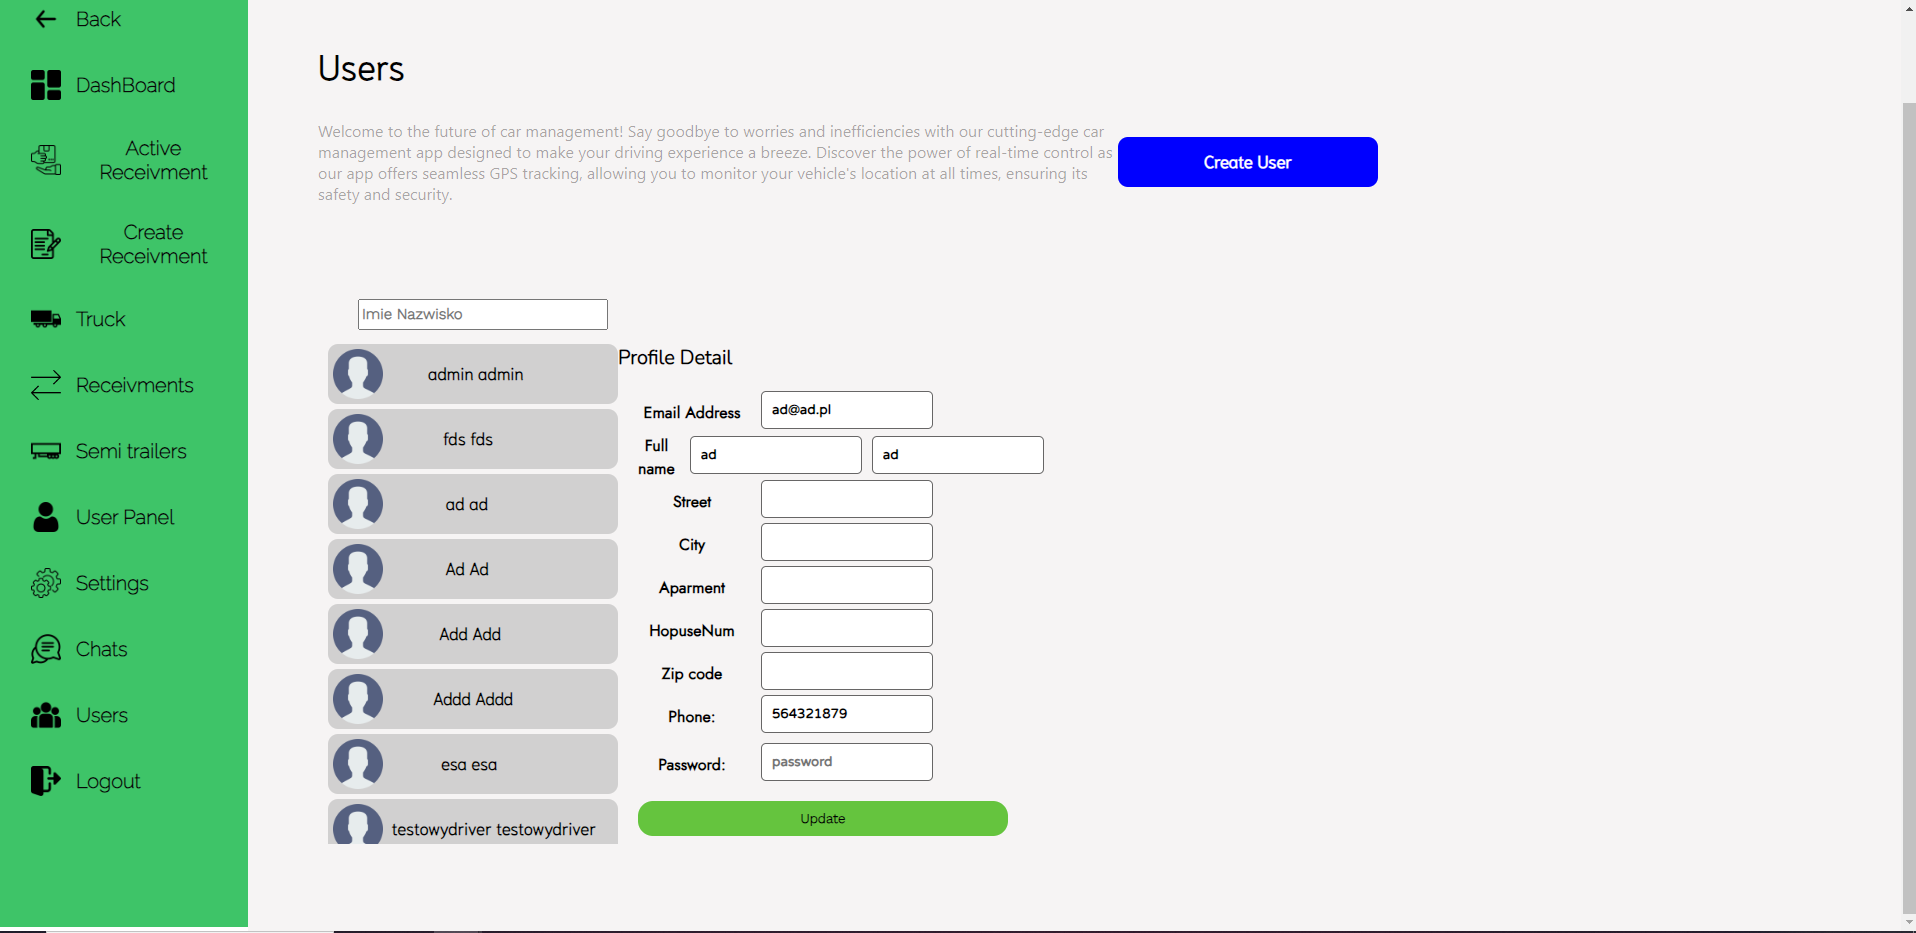 Back
DashBoard
Active
Receivment
Create
Receivment
Truck
Receivments
Semi trailers
User Panel
Settings
Chats
Users
Logout
Users
Welcome to the future of car management! Say goodbye to worries and inefficiencies with our cutting-edge car
management app designed to make your driving experience a breeze. Discover the power of real-time control as
our app offers seamless GPS tracking, allowing you to monitor your vehicle's location at all times, ensuring its
safety and security.
Create User
Imie Nazwisko
admin admin
fds fds
ad ad
Ad Ad
Add Add
Addd Addd
esa esa
testowydriver testowydriver
Profile Detail
Email Address ad@ad.pl
Full
name ad ad
Street
City
Aparment
HopuseNum
Zip code
Phone: 564321879
Password: password
Update